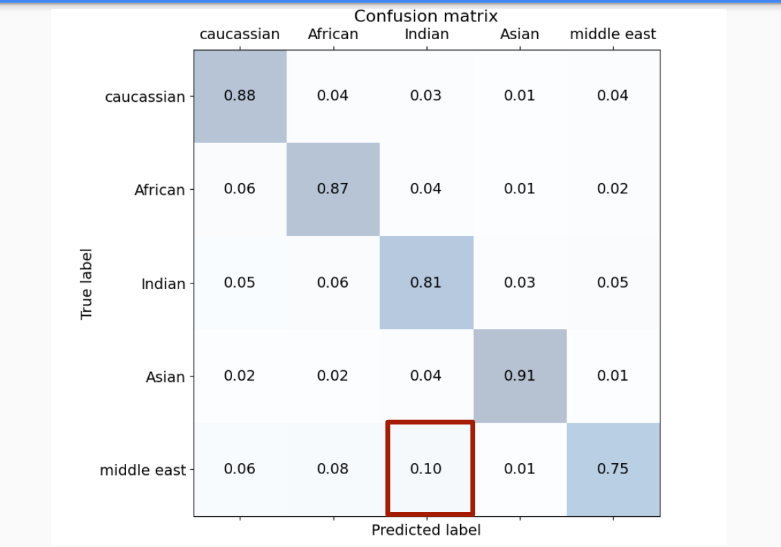 Confusion matrix
caucassian African Indian Asian middle east
caucassian 0.88 0.04 0.03 0.01 0.04
African 0.06 0.87 0.04 0.01 0.02
Indian 0.05 0.06 0.81 0.03 0.05
Asian 0.02 0.02 0.04 0.91 0.01
middle east 0.06 0.08 0.10 0.01 0.75
True label
Predicted label